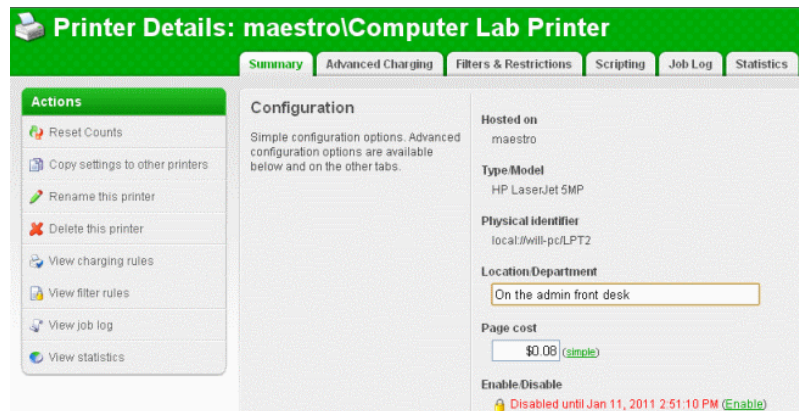 Printer Details: maestro\Computer Lab Printer
Summary
Advanced Charging
Filters & Restrictions
Scripting
Job Log
Statistics
Actions
Reset Counts
Copy settings to other printers
Rename this printer
Delete this printer
View charging rules
View filter rules
View job log
View statistics
Configuration
Simple configuration options. Advanced
configuration options are available
below and on the other tabs.
Hosted on
maestro
Type/Model
HP LaserJet 5MP
Physical identifier
local://will-pc/LPT2
Location/Department
On the admin front desk
Page cost
$0.08 (simple)
Enable/Disable
Disabled until Jan 11, 2011 2:51:10 PM (Enable)